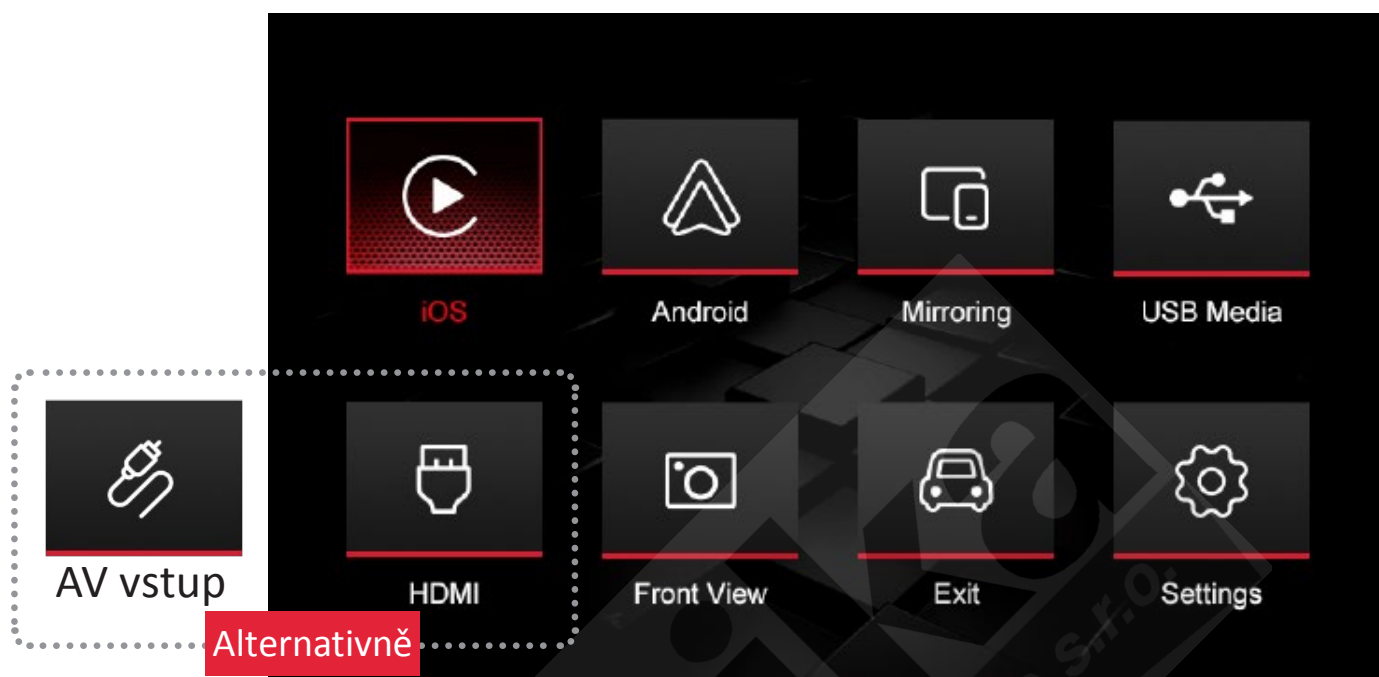 iOS
Android
Mirroring
USB Media
AV vstup
HDMI
Front View
Exit
Settings
Alternativně
s.r.o.